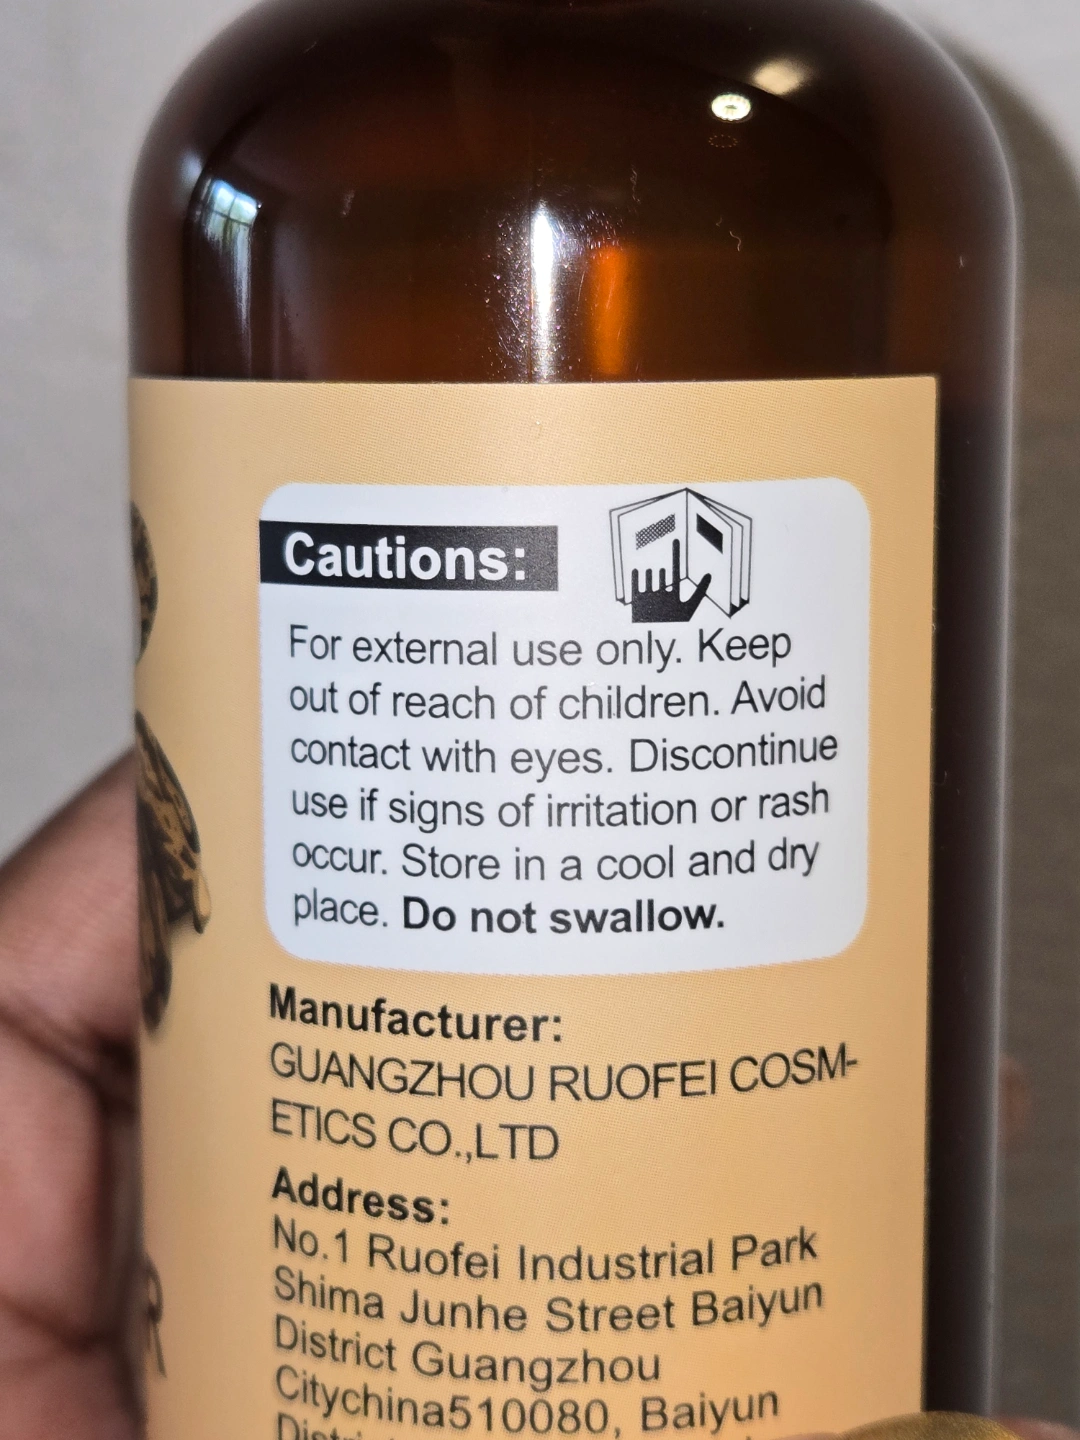 Cautions:
For external use only. Keep
out of reach of children. Avoid
contact with eyes. Discontinue
use if signs of irritation or rash
occur. Store in a cool and dry
place. Do not swallow.
Manufacturer:
GUANGZHOU RUOFEI COSM-
ETICS CO.,LTD
Address:
No.1 Ruofei Industrial Park
Shima Junhe Street Baiyun
District Guangzhou
Citychina510080, Baiyun